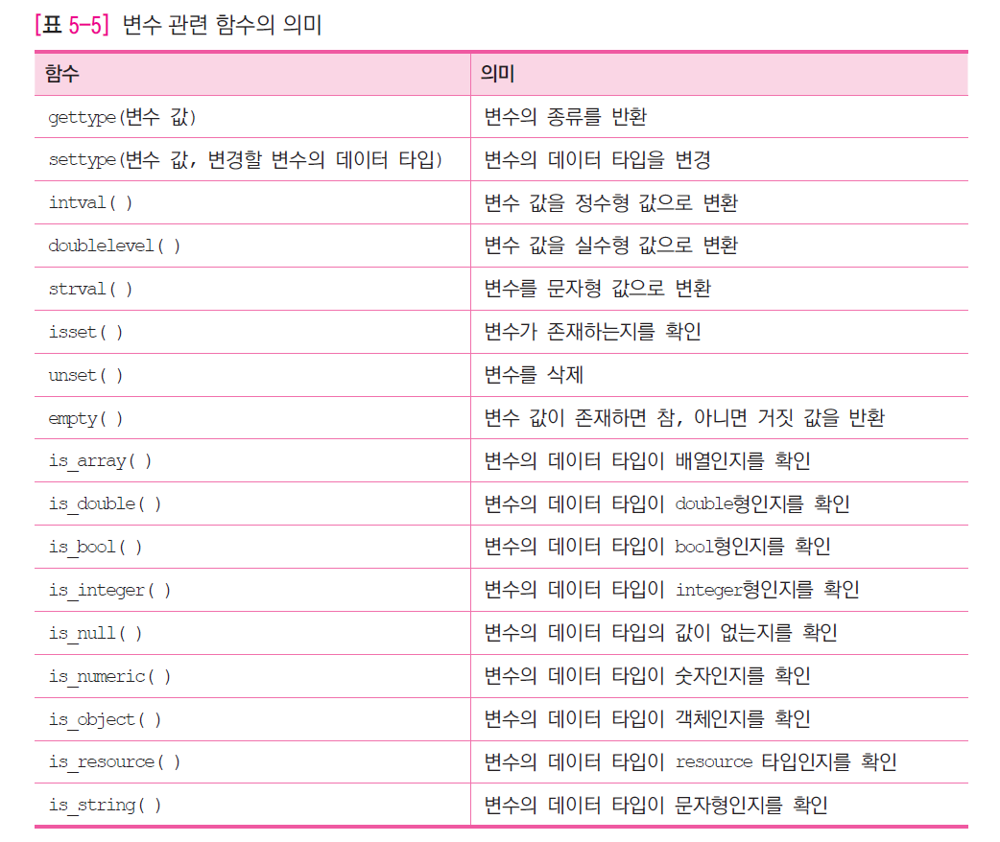 [표 5-5] 변수 관련 함수의 의미
함수 의미
gettype(변수 값) 변수의 종류를 반환
settype(변수 값, 변경할 변수의 데이터 타입) 변수의 데이터 타입을 변경
intval( ) 변수 값을 정수형 값으로 변환
doublelevel( ) 변수 값을 실수형 값으로 변환
strval( ) 변수를 문자형 값으로 변환
isset( ) 변수가 존재하는지를 확인
unset( ) 변수를 삭제
empty( ) 변수 값이 존재하면 참, 아니면 거짓 값을 반환
is_array( ) 변수의 데이터 타입이 배열인지를 확인
is_double( ) 변수의 데이터 타입이 double형인지를 확인
is_bool( ) 변수의 데이터 타입이 bool형인지를 확인
is_integer( ) 변수의 데이터 타입이 integer형인지를 확인
is_null( ) 변수의 데이터 타입의 값이 없는지를 확인
is_numeric( ) 변수의 데이터 타입이 숫자인지를 확인
is_object( ) 변수의 데이터 타입이 객체인지를 확인
is_resource( ) 변수의 데이터 타입이 resource 타입인지를 확인
is_string( ) 변수의 데이터 타입이 문자형인지를 확인